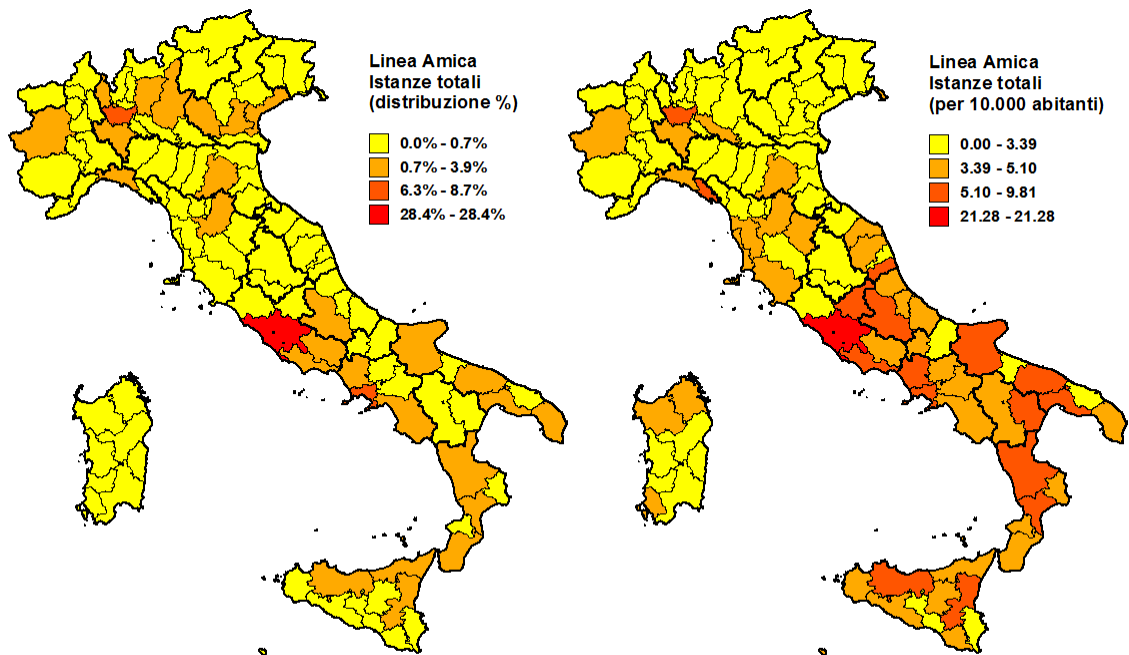 Linea Amica
Istanze totali
(distribuzione %)
0.0% - 0.7%
0.7% - 3.9%
6.3% - 8.7%
28.4% - 28.4%
Linea Amica
Istanze totali
(per 10.000 abitanti)
0.00 - 3.39
3.39 - 5.10
5.10 - 9.81
21.28 - 21.28